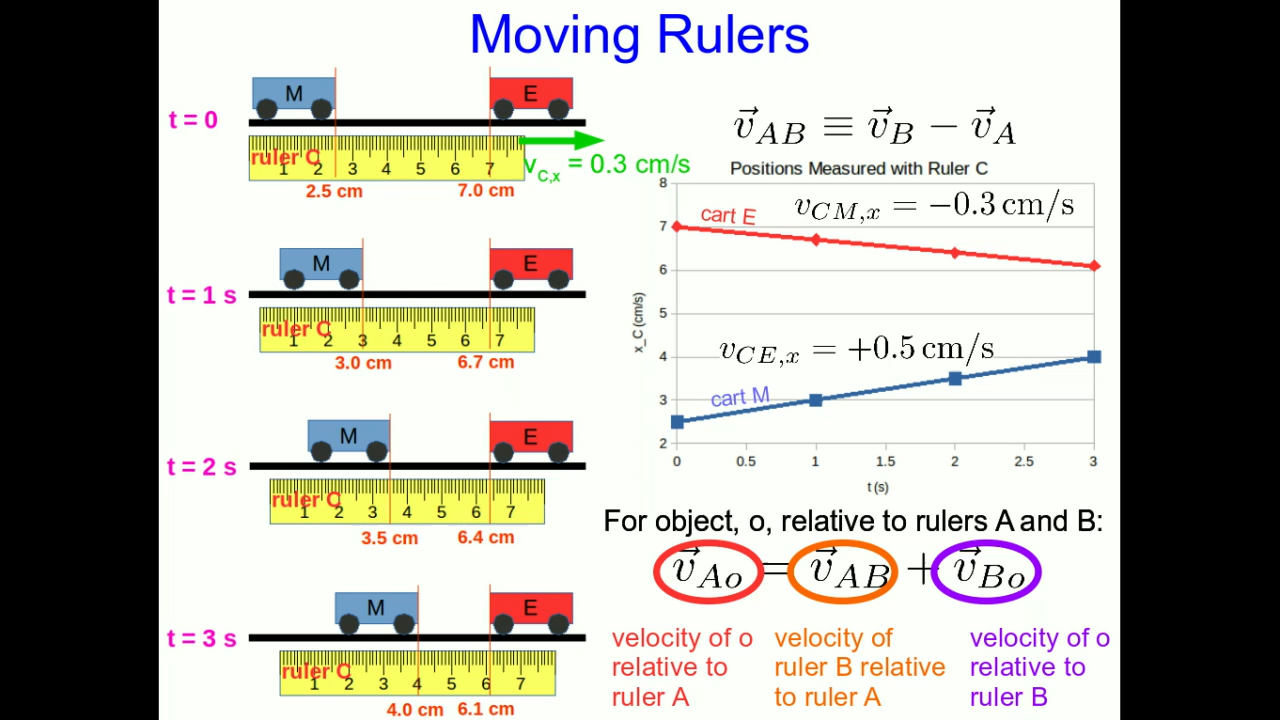 Moving Rulers
M E
t = 0
ruler C 1 2 3 4 5 6 7
v_C,x = 0.3 cm/s
2.5 cm 7.0 cm
M E
t = 1 s
ruler C 1 2 3 4 5 6 7
3.0 cm 6.7 cm
M E
t = 2 s
ruler C 1 2 3 4 5 6 7
3.5 cm 6.4 cm
M E
t = 3 s
ruler C 1 2 3 4 5 6 7
4.0 cm 6.1 cm
v⃗_AB ≡ v⃗_B − v⃗_A
Positions Measured with Ruler C
8
7
6
5
4
3
2
x_C (cm/s)
cart E
v_CM,x = −0.3 cm/s
v_CE,x = +0.5 cm/s
cart M
0 0.5 1 1.5 2 2.5 3
t (s)
For object, o, relative to rulers A and B:
v⃗_Ao = v⃗_AB + v⃗_Bo
velocity of o
relative to
ruler A
velocity of
ruler B relative
to ruler A
velocity of o
relative to
ruler B